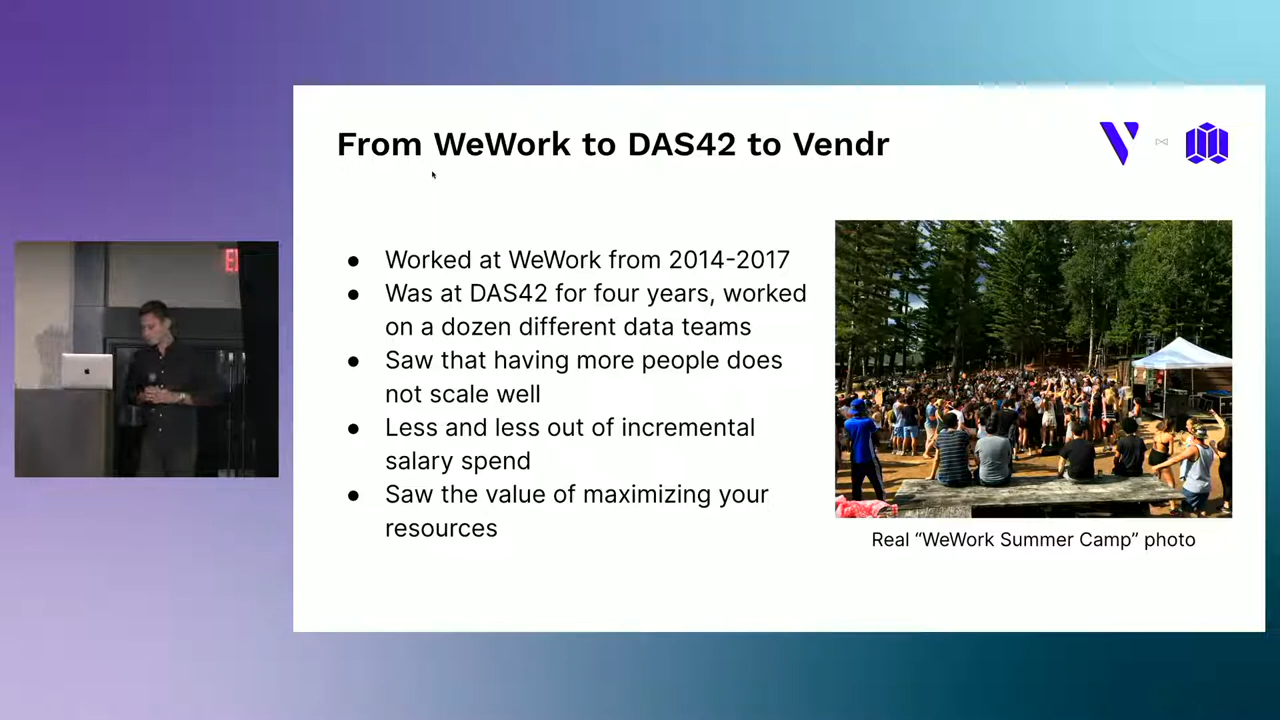 From WeWork to DAS42 to Vendr
● Worked at WeWork from 2014-2017
● Was at DAS42 for four years, worked
on a dozen different data teams
● Saw that having more people does
not scale well
● Less and less out of incremental
salary spend
● Saw the value of maximizing your
resources
Real “WeWork Summer Camp” photo